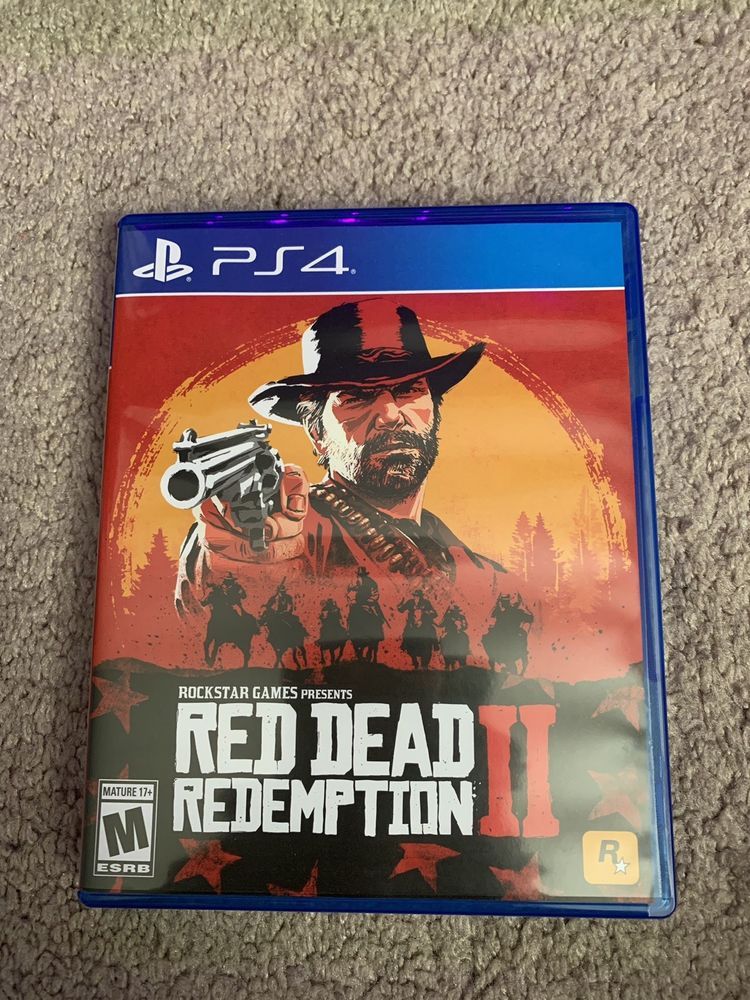 PS4
ROCKSTAR GAMES PRESENTS
RED DEAD
REDEMPTION II
MATURE 17+
M
ESRB
R